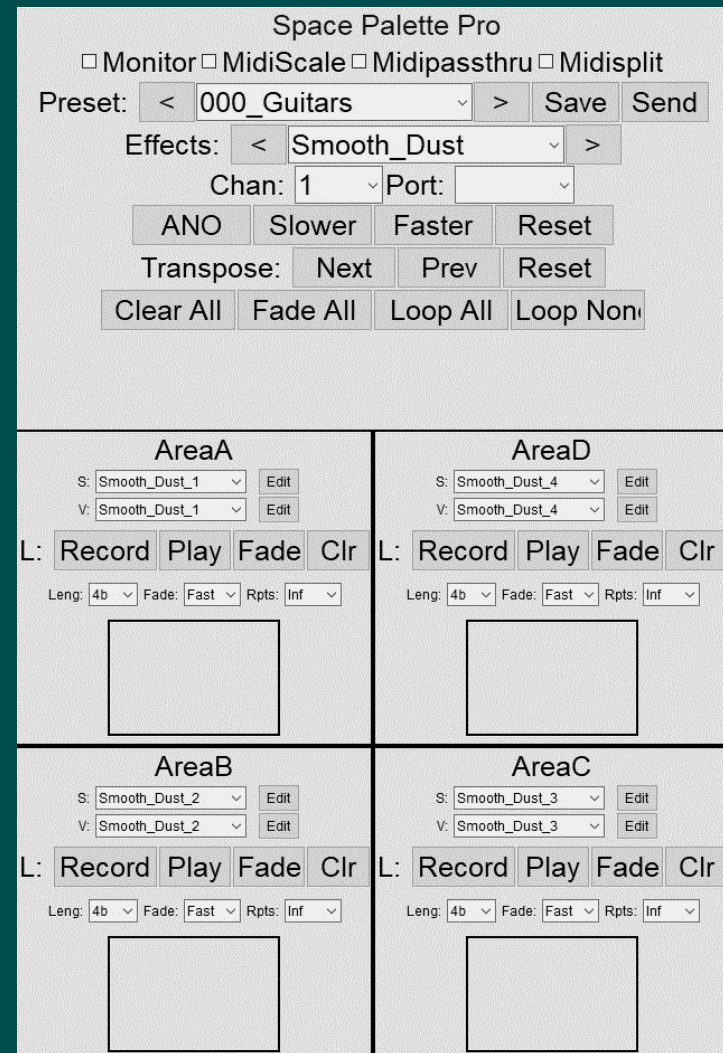 Space Palette Pro
Monitor MidiScale Midipassthru Midisplit
Preset: < 000_Guitars > Save Send
Effects: < Smooth_Dust >
Chan: 1 Port:
ANO Slower Faster Reset
Transpose: Next Prev Reset
Clear All Fade All Loop All Loop Non
AreaA
S: Smooth_Dust_1 Edit
V: Smooth_Dust_1 Edit
L: Record Play Fade Clr
Leng: 4b Fade: Fast Rpts: Inf
AreaD
S: Smooth_Dust_4 Edit
V: Smooth_Dust_4 Edit
L: Record Play Fade Clr
Leng: 4b Fade: Fast Rpts: Inf
AreaB
S: Smooth_Dust_2 Edit
V: Smooth_Dust_2 Edit
L: Record Play Fade Clr
Leng: 4b Fade: Fast Rpts: Inf
AreaC
S: Smooth_Dust_3 Edit
V: Smooth_Dust_3 Edit
L: Record Play Fade Clr
Leng: 4b Fade: Fast Rpts: Inf